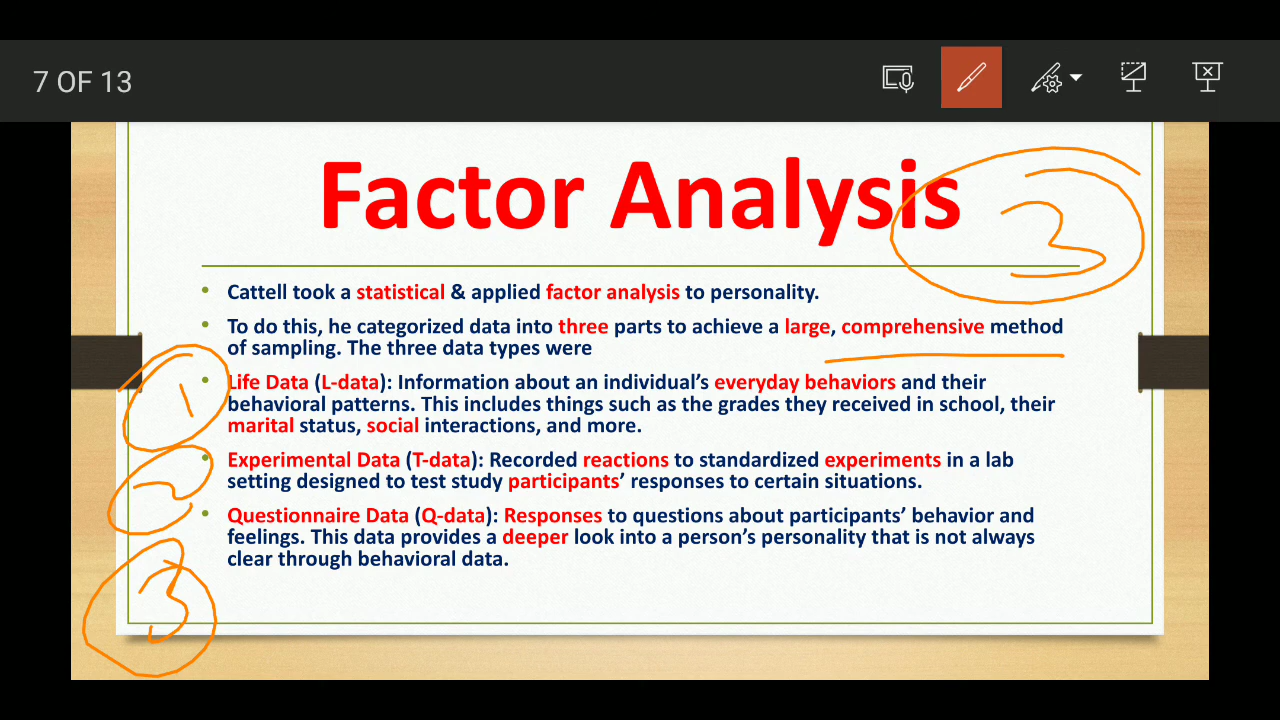 7 OF 13
Factor Analysis
3
• Cattell took a statistical & applied factor analysis to personality.
• To do this, he categorized data into three parts to achieve a large, comprehensive method
of sampling. The three data types were
1
• Life Data (L-data): Information about an individual’s everyday behaviors and their
behavioral patterns. This includes things such as the grades they received in school, their
marital status, social interactions, and more.
2
• Experimental Data (T-data): Recorded reactions to standardized experiments in a lab
setting designed to test study participants’ responses to certain situations.
3
• Questionnaire Data (Q-data): Responses to questions about participants’ behavior and
feelings. This data provides a deeper look into a person’s personality that is not always
clear through behavioral data.